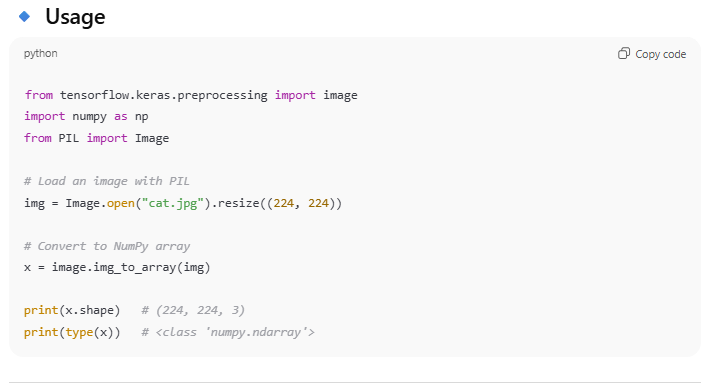 Usage
python
Copy code
from tensorflow.keras.preprocessing import image
import numpy as np
from PIL import Image
# Load an image with PIL
img = Image.open("cat.jpg").resize((224, 224))
# Convert to NumPy array
x = image.img_to_array(img)
print(x.shape)   # (224, 224, 3)
print(type(x))   # <class 'numpy.ndarray'>